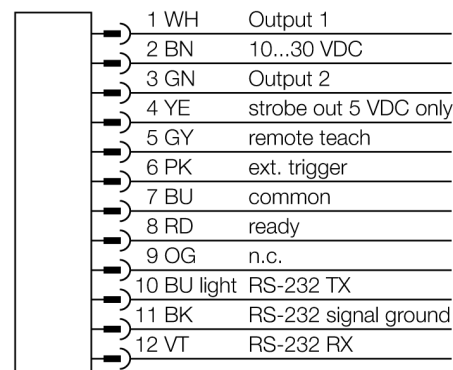 1 WH Output 1
2 BN 10...30 VDC
3 GN Output 2
4 YE strobe out 5 VDC only
5 GY remote teach
6 PK ext. trigger
7 BU common
8 RD ready
9 OG n.c.
10 BU light RS-232 TX
11 BK RS-232 signal ground
12 VT RS-232 RX